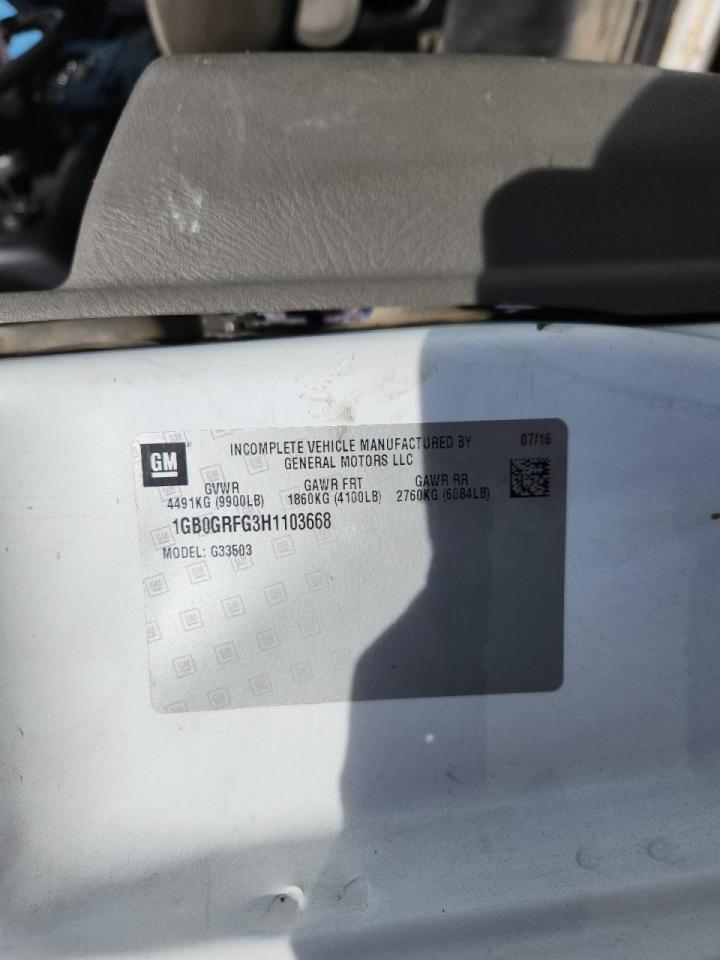 GM
INCOMPLETE VEHICLE MANUFACTURED BY
GENERAL MOTORS LLC
07/16
GVWR GAWR FRT GAWR RR
4491KG (9900LB) 1860KG (4100LB) 2760KG (6084LB)
1GB0GRFG3H1103668
MODEL: G33503